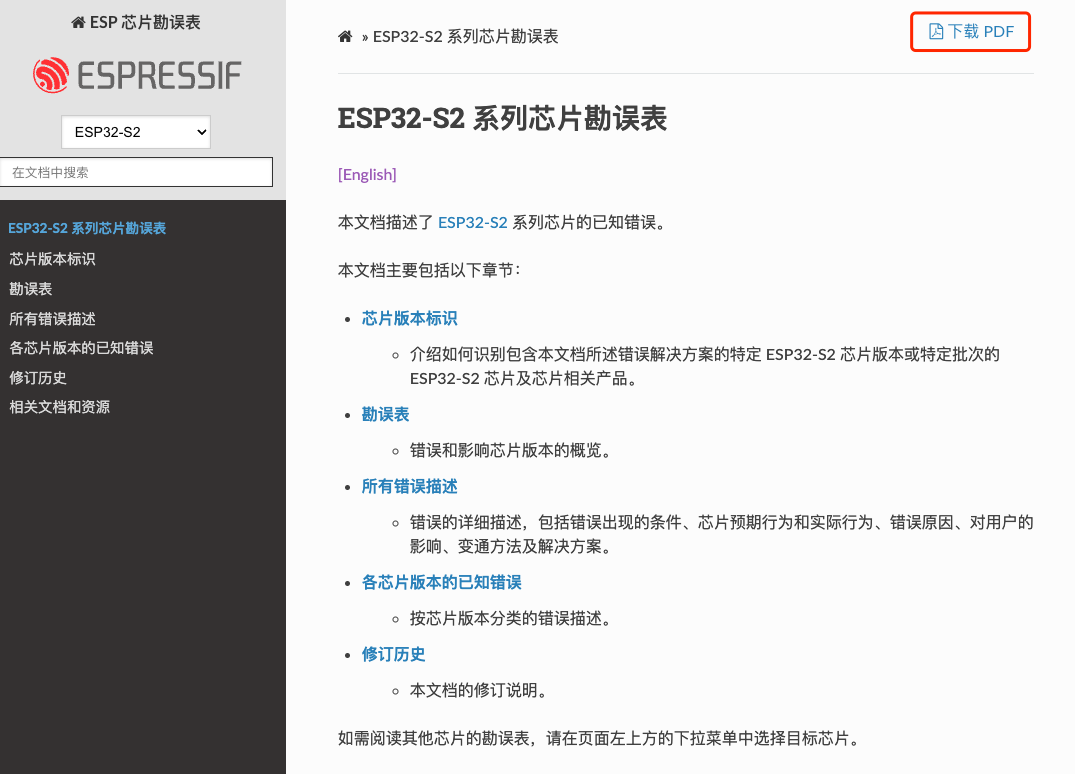 ESP 芯片勘误表
ESPRESSIF
ESP32-S2
在文档中搜索
ESP32-S2 系列芯片勘误表
芯片版本标识
勘误表
所有错误描述
各芯片版本的已知错误
修订历史
相关文档和资源
» ESP32-S2 系列芯片勘误表
下载 PDF
ESP32-S2 系列芯片勘误表
[English]
本文档描述了 ESP32-S2 系列芯片的已知错误。
本文档主要包括以下章节：
芯片版本标识
介绍如何识别包含本文档所述错误解决方案的特定 ESP32-S2 芯片版本或特定批次的
ESP32-S2 芯片及芯片相关产品。
勘误表
错误和影响芯片版本的概览。
所有错误描述
错误的详细描述，包括错误出现的条件、芯片预期行为和实际行为、错误原因、对用户的
影响、变通方法及解决方案。
各芯片版本的已知错误
按芯片版本分类的错误描述。
修订历史
本文档的修订说明。
如需阅读其他芯片的勘误表，请在页面左上方的下拉菜单中选择目标芯片。